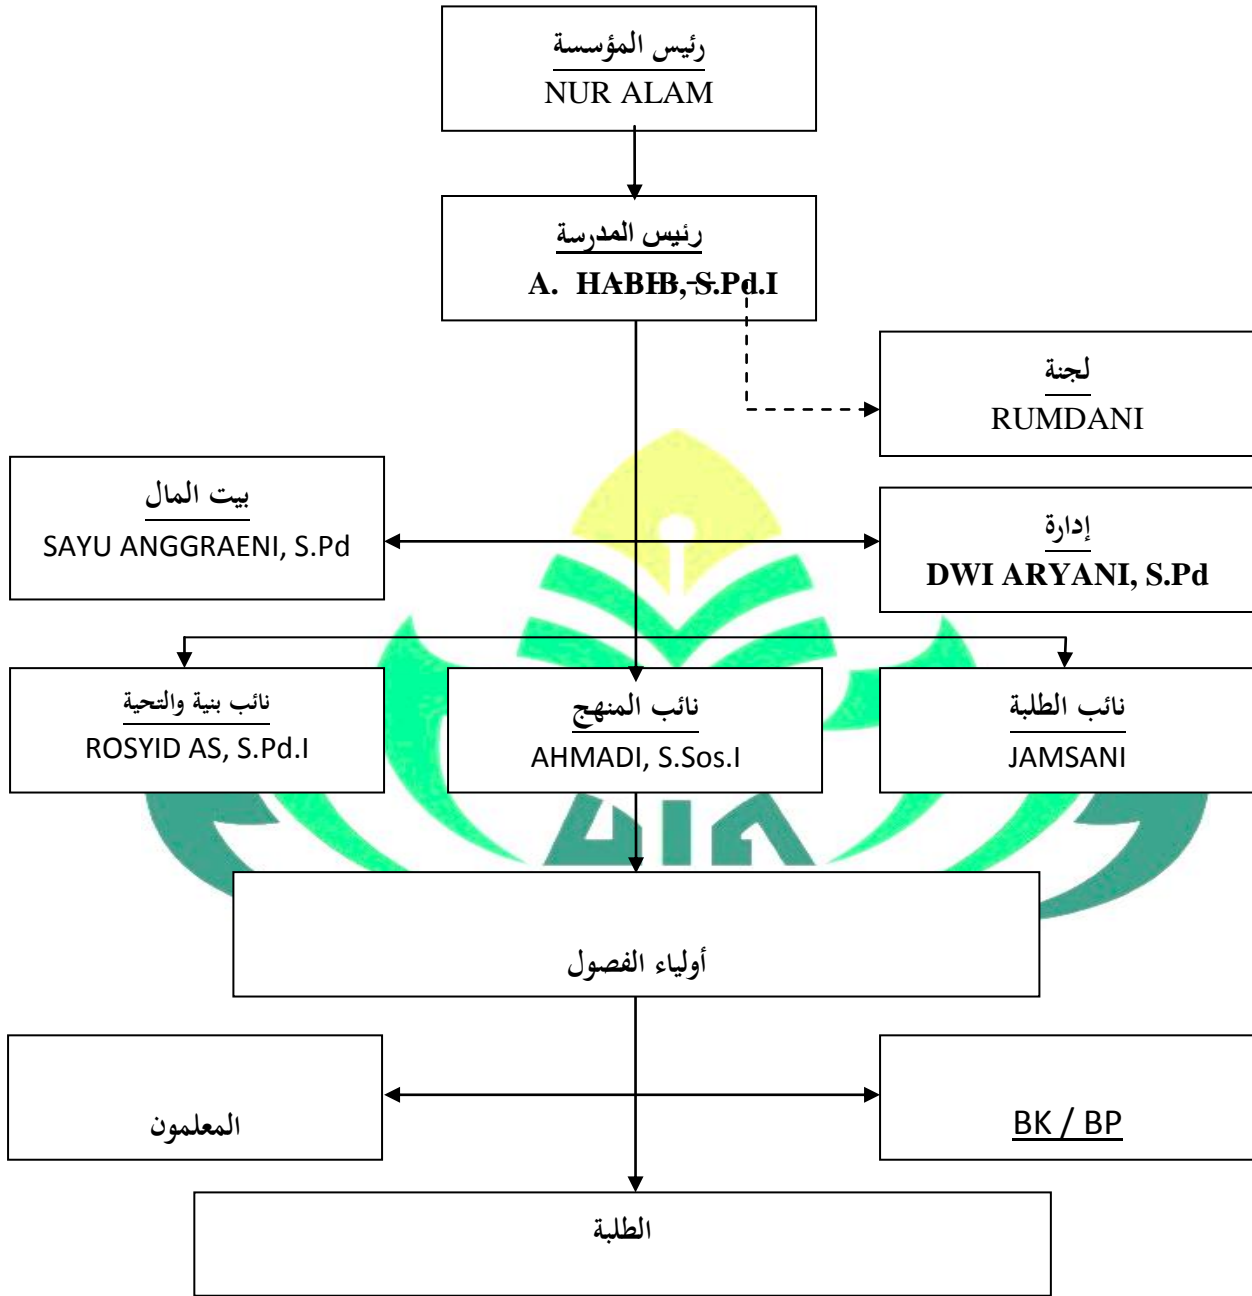 رئيس المؤسسة
NUR ALAM
رئيس المدرسة
A. HABIB, S.Pd.I
لجنة
RUMDANI
بيت المال
SAYU ANGGRAENI, S.Pd
إدارة
DWI ARYANI, S.Pd
نائب بنية والتحية
ROSYID AS, S.Pd.I
نائب المنهج
AHMADI, S.Sos.I
نائب الطلبة
JAMSANI
أولياء الفصول
المعلمون
BK / BP
الطلبة